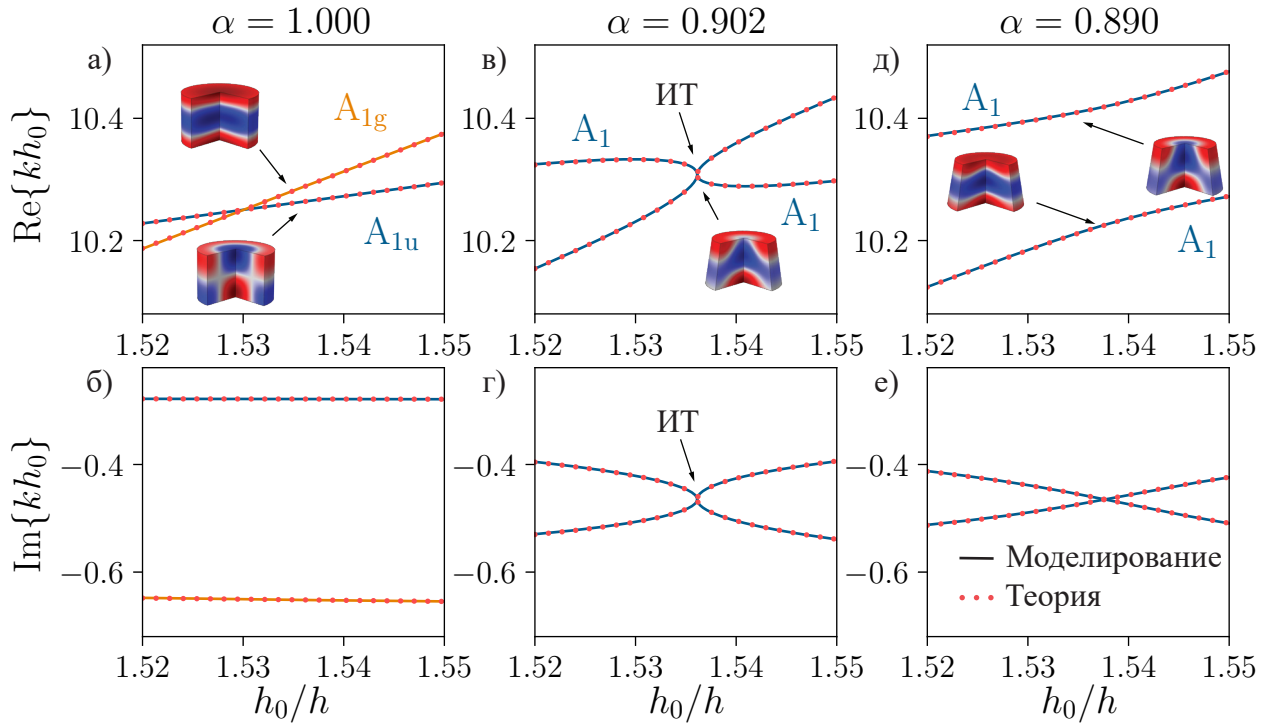 α = 1.000
α = 0.902
α = 0.890
а)
Re{kh₀}
10.4
10.2
A₁g
A₁u
1.52
1.53
1.54
1.55
в)
10.4
10.2
A₁
ИТ
A₁
1.52
1.53
1.54
1.55
д)
10.4
10.2
A₁
A₁
1.52
1.53
1.54
1.55
б)
Im{kh₀}
−0.4
−0.6
1.52
1.53
1.54
1.55
h₀/h
г)
−0.4
−0.6
ИТ
1.52
1.53
1.54
1.55
h₀/h
е)
−0.4
−0.6
Моделирование
Теория
1.52
1.53
1.54
1.55
h₀/h